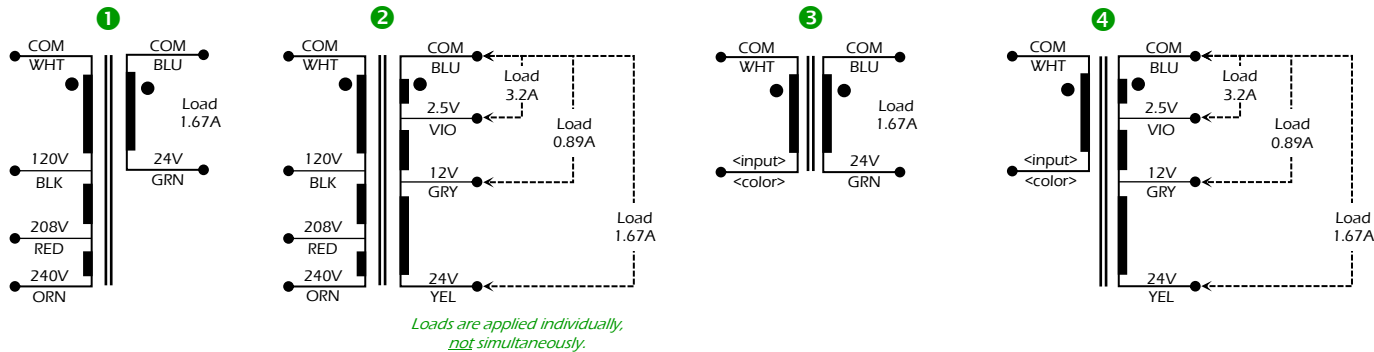 1
COM
WHT
120V
BLK
208V
RED
240V
ORN
COM
BLU
Load
1.67A
24V
GRN
2
COM
WHT
120V
BLK
208V
RED
240V
ORN
COM
BLU
2.5V
VIO
12V
GRY
24V
YEL
Load
3.2A
Load
0.89A
Load
1.67A
Loads are applied individually,
not simultaneously.
3
COM
WHT
<input>
<color>
COM
BLU
Load
1.67A
24V
GRN
4
COM
WHT
<input>
<color>
COM
BLU
2.5V
VIO
12V
GRY
24V
YEL
Load
3.2A
Load
0.89A
Load
1.67A